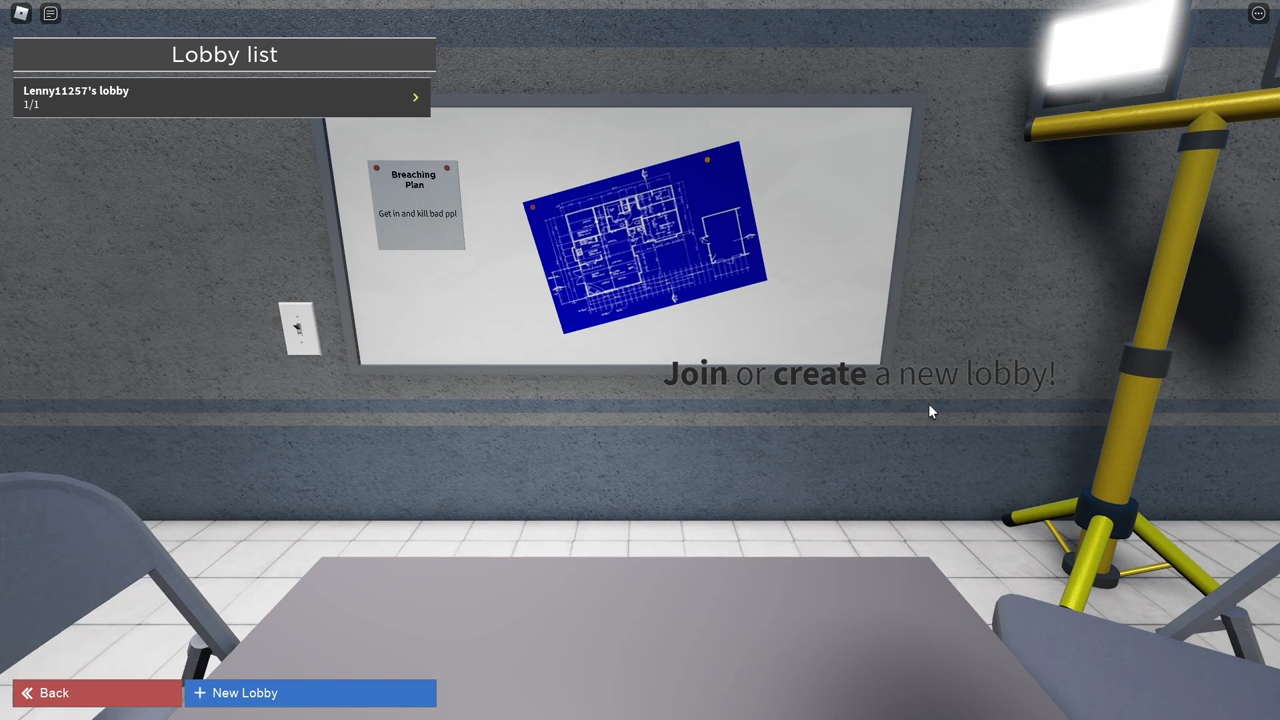 Lobby list
Lenny11257's lobby
1/1
Breaching
Plan
Get in and kill bad ppl
Join or create a new lobby!
Back
New Lobby